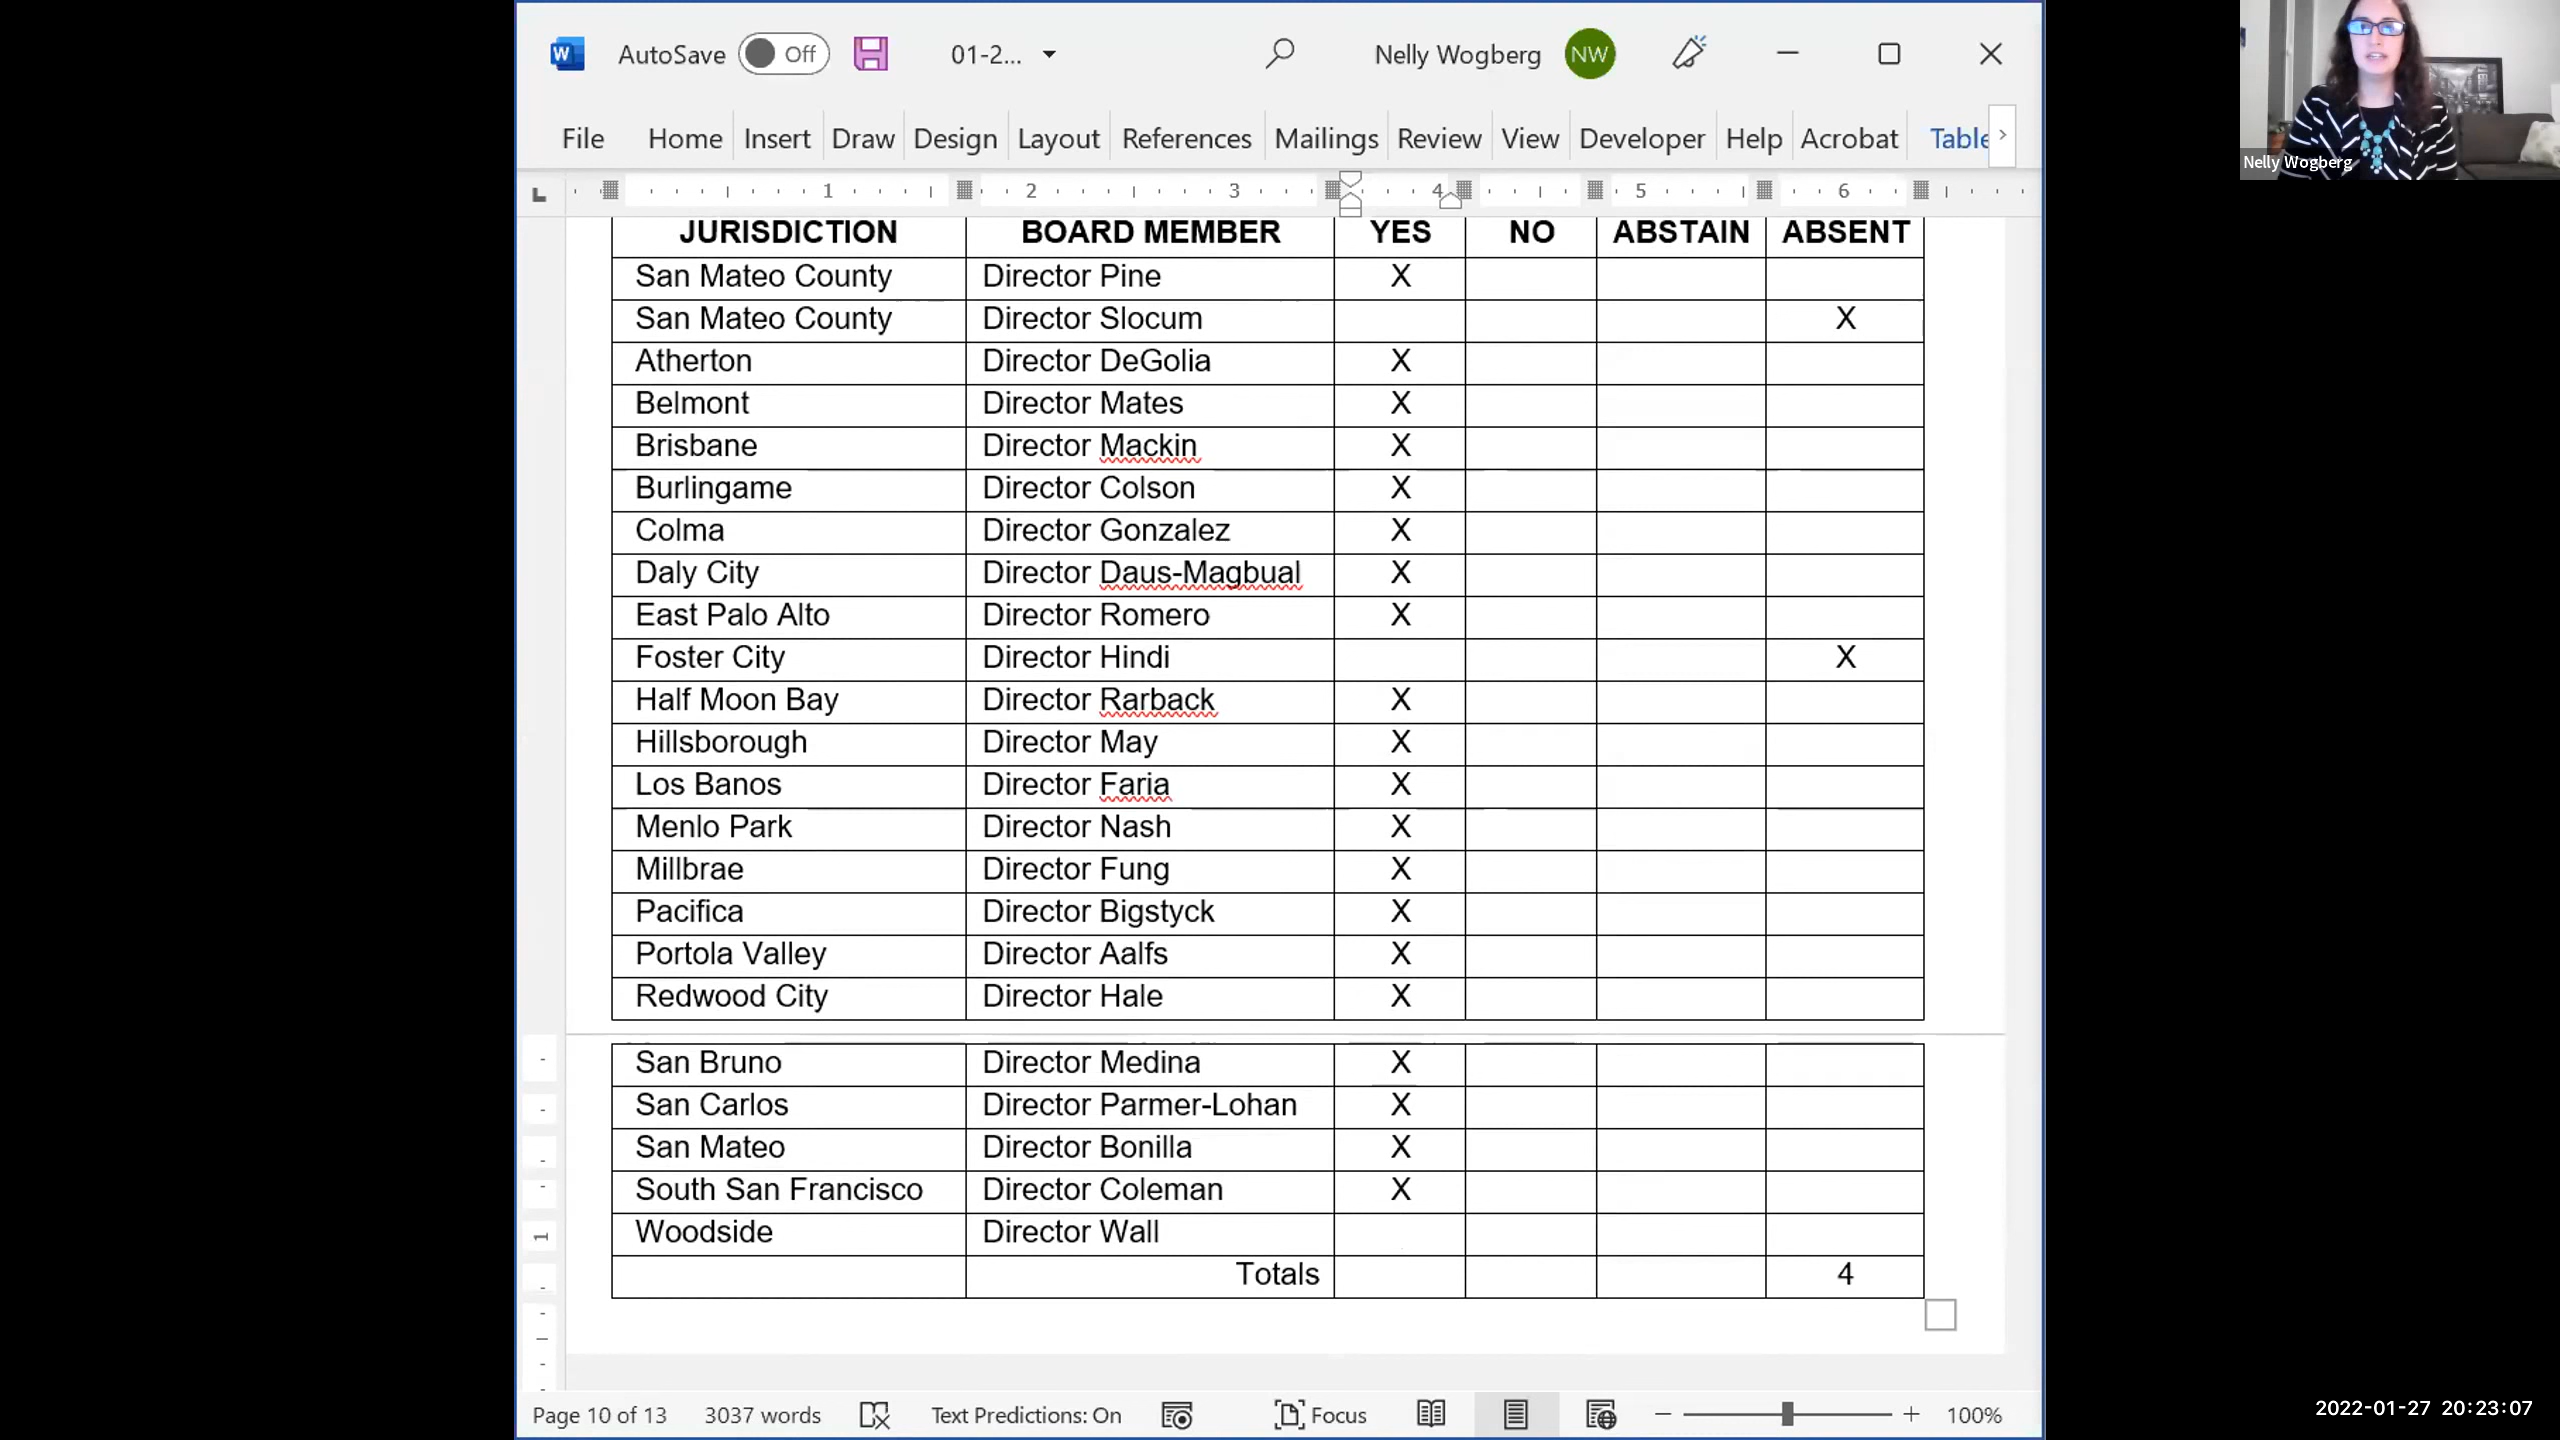 AutoSave Off 01-2... Nelly Wogberg NW
Nelly Wogberg
File Home Insert Draw Design Layout References Mailings Review View Developer Help Acrobat Table
1 2 3 4 5 6
JURISDICTION BOARD MEMBER YES NO ABSTAIN ABSENT
San Mateo County Director Pine X
San Mateo County Director Slocum X
Atherton Director DeGolia X
Belmont Director Mates X
Brisbane Director Mackin X
Burlingame Director Colson X
Colma Director Gonzalez X
Daly City Director Daus-Magbual X
East Palo Alto Director Romero X
Foster City Director Hindi X
Half Moon Bay Director Rarback X
Hillsborough Director May X
Los Banos Director Faria X
Menlo Park Director Nash X
Millbrae Director Fung X
Pacifica Director Bigstyck X
Portola Valley Director Aalfs X
Redwood City Director Hale X
San Bruno Director Medina X
San Carlos Director Parmer-Lohan X
San Mateo Director Bonilla X
South San Francisco Director Coleman X
1
Woodside Director Wall
Totals 4
Page 10 of 13 3037 words Text Predictions: On Focus 100%
2022-01-27 20:23:07